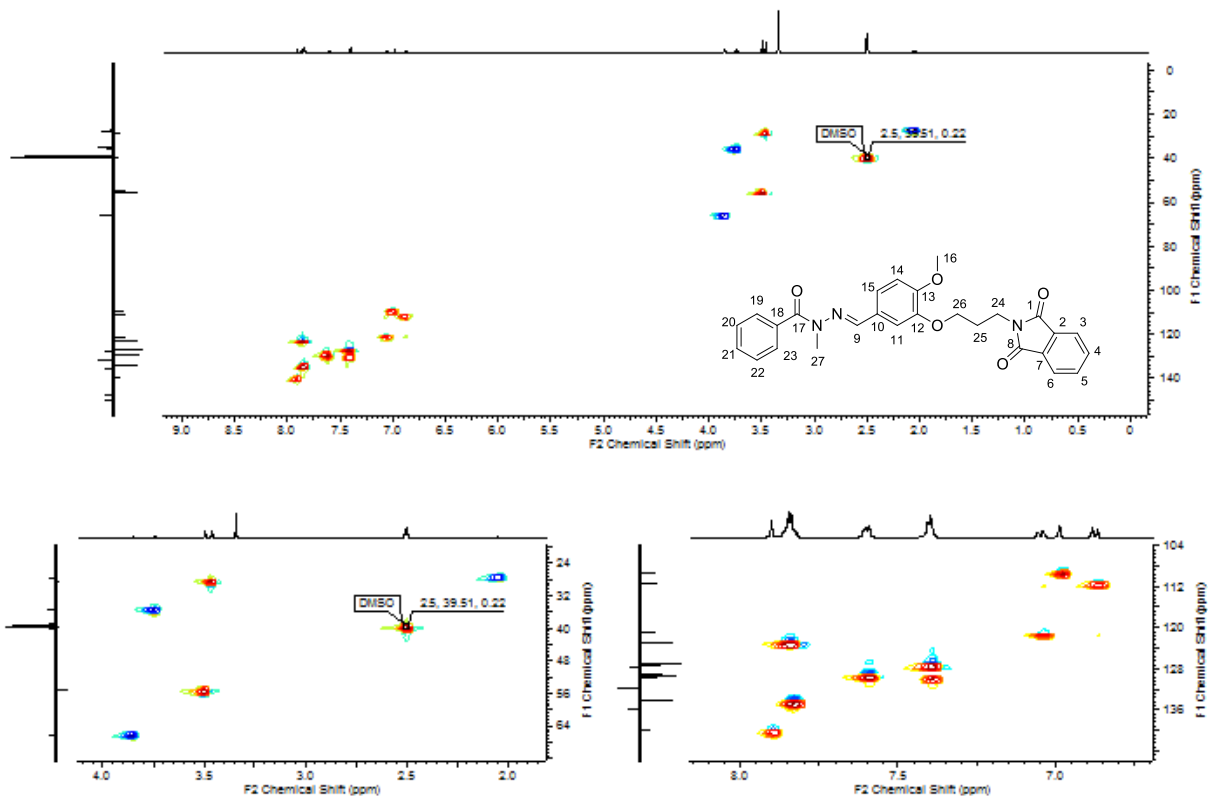 0
20
40
60
80
100
120
140
F1 Chemical Shift (ppm)
DMSO
2.5, 39.51, 0.22
16
14
O
15
13
O
19
20
18
17
N
N
10
12
O
26
24
1
O
2
3
21
22
23
27
9
11
25
N
8
7
4
O
6
5
9.0 8.5 8.0 7.5 7.0 6.5 6.0 5.5 5.0 4.5 4.0 3.5 3.0 2.5 2.0 1.5 1.0 0.5 0
F2 Chemical Shift (ppm)
24
32
40
48
56
64
F1 Chemical Shift (ppm)
DMSO
2.5, 39.51, 0.22
4.0 3.5 3.0 2.5 2.0
F2 Chemical Shift (ppm)
104
112
120
128
136
F1 Chemical Shift (ppm)
8.0 7.5 7.0
F2 Chemical Shift (ppm)